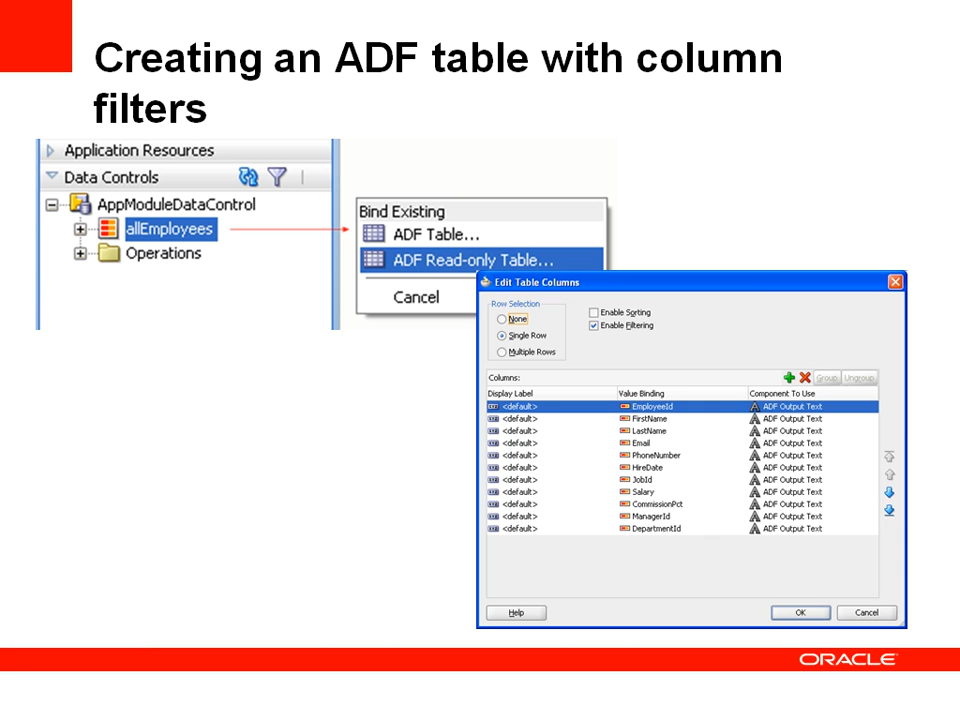 Creating an ADF table with column
filters
Application Resources
Data Controls
AppModuleDataControl
allEmployees
Operations
Bind Existing
ADF Table...
ADF Read-only Table...
Cancel
Edit Table Columns
Row Selection
None
Single Row
Multiple Rows
Enable Sorting
Enable Filtering
Columns:
Group Ungroup
Display Label Value Binding Component To Use
<default> EmployeeId ADF Output Text
<default> FirstName ADF Output Text
<default> LastName ADF Output Text
<default> Email ADF Output Text
<default> PhoneNumber ADF Output Text
<default> HireDate ADF Output Text
<default> JobId ADF Output Text
<default> Salary ADF Output Text
<default> CommissionPct ADF Output Text
<default> ManagerId ADF Output Text
<default> DepartmentId ADF Output Text
Help OK Cancel
ORACLE